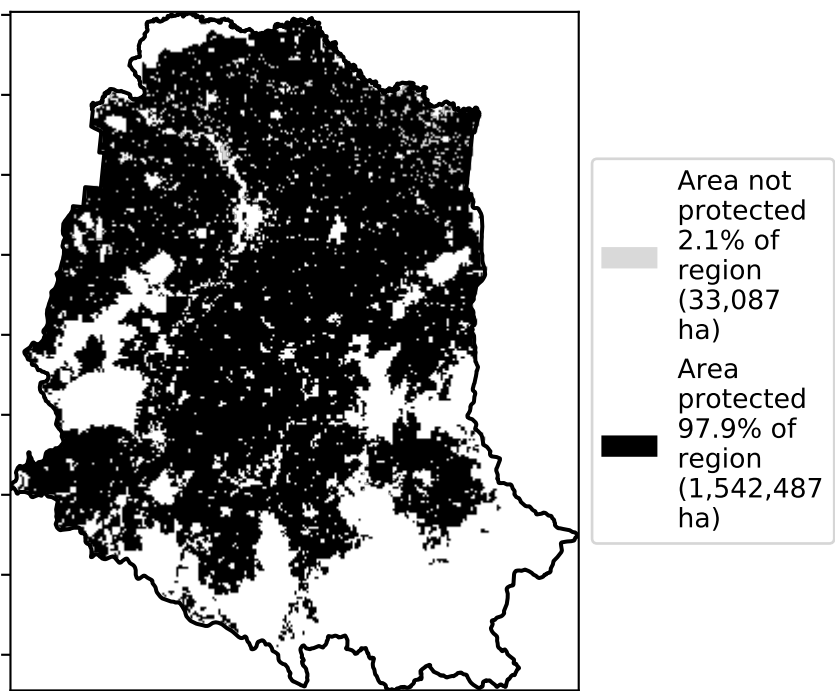 Area not
protected
2.1% of
region
(33,087
ha)
Area
protected
97.9% of
region
(1,542,487
ha)